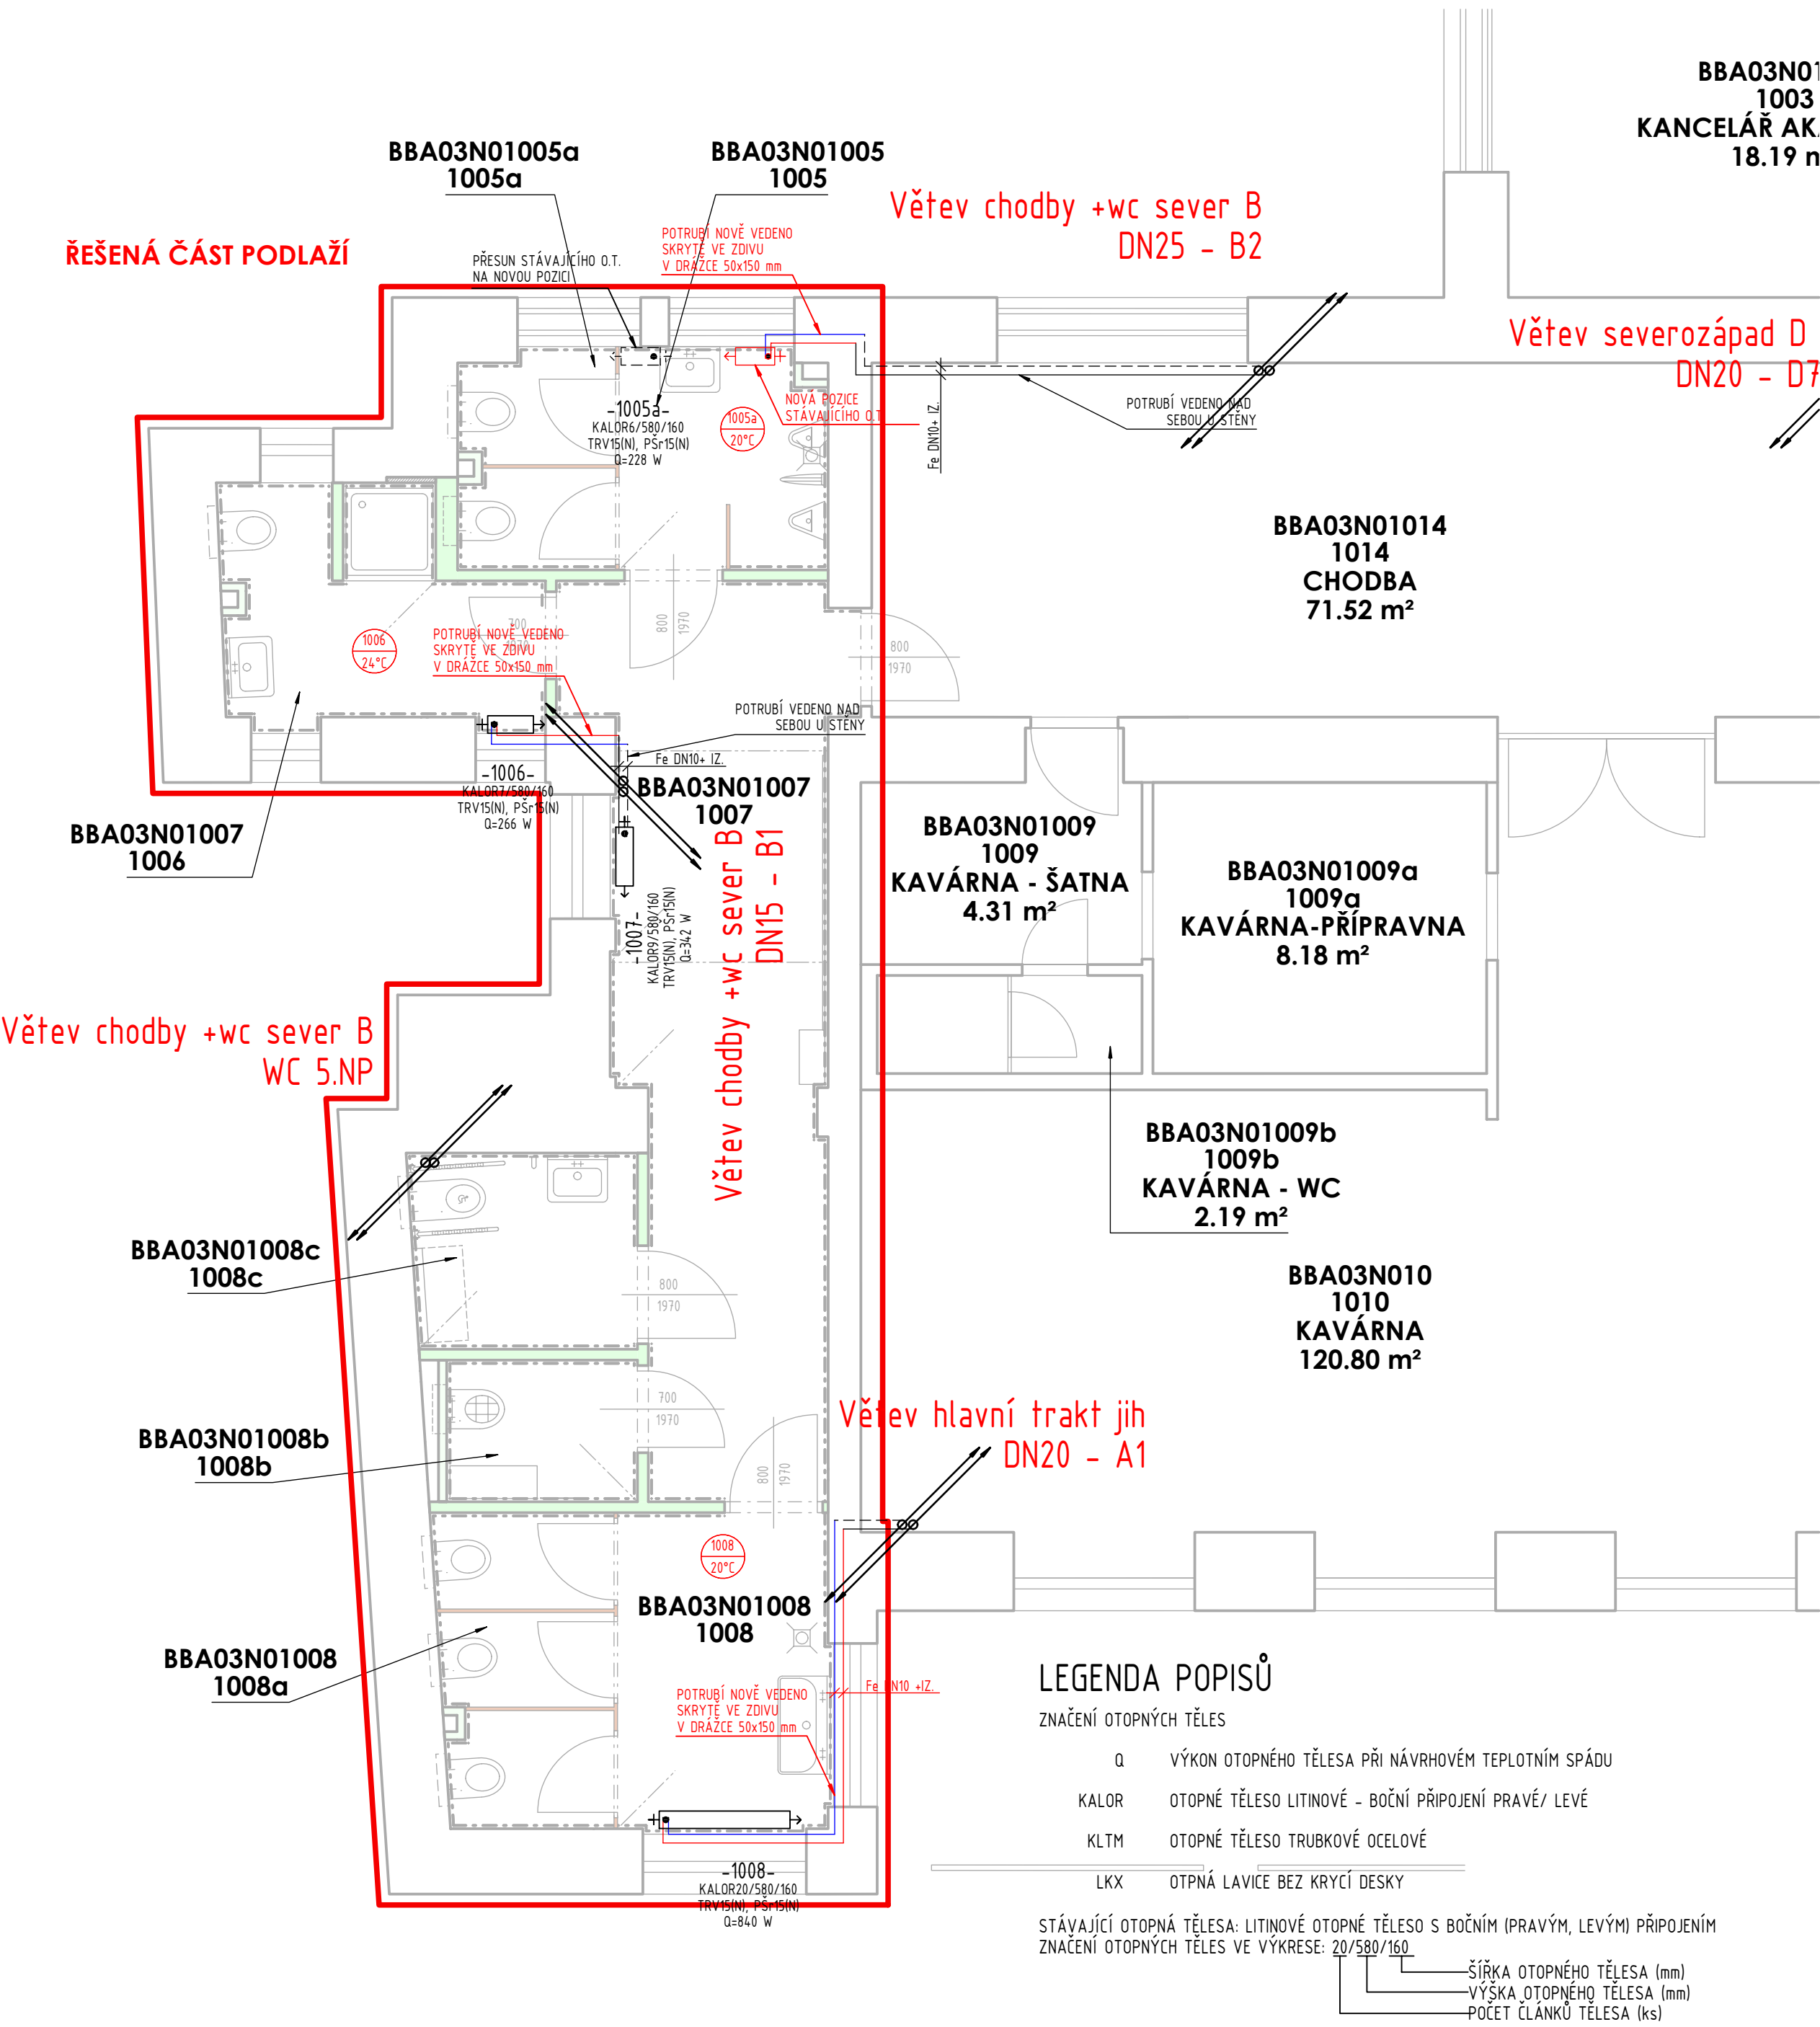 BBA03N01
1003
KANCELÁŘ AKA
18.19 m
BBA03N01005a
1005a
BBA03N01005
1005
Větev chodby +wc sever B
DN25 - B2
ŘEŠENÁ ČÁST PODLAŽÍ
PŘESUN STÁVAJÍCÍHO O.T.
NA NOVOU POZICI
POTRUBÍ NOVĚ VEDENO
SKRYTĚ VE ZDIVU
V DRÁŽCE 50x150 mm
Větev severozápad D
DN20 - D7
NOVÁ POZICE
STÁVAJÍCÍHO O.T.
-1005a-
KALOR6/580/160
TRV15(N), PŠr15(N)
Q=228 W
1005a
20°C
Fe DN10+ IZ.
POTRUBÍ VEDENO NAD
SEBOU U STĚNY
BBA03N01014
1014
CHODBA
71.52 m²
1006
24°C
POTRUBÍ NOVĚ VEDENO
SKRYTĚ VE ZDIVU
V DRÁŽCE 50x150 mm
700
1970
800
1970
800
1970
POTRUBÍ VEDENO NAD
SEBOU U STĚNY
Fe DN10+ IZ.
-1006-
KALOR7/580/160
TRV15(N), PŠr15(N)
Q=266 W
BBA03N01007
1007
BBA03N01007
1006
-1007-
KALOR9/580/160
TRV15(N), PŠr15(N)
Q=342 W
Větev chodby +wc sever B
DN15 - B1
BBA03N01009
1009
KAVÁRNA - ŠATNA
4.31 m²
BBA03N01009a
1009a
KAVÁRNA-PŘÍPRAVNA
8.18 m²
Větev chodby +wc sever B
WC 5.NP
BBA03N01009b
1009b
KAVÁRNA - WC
2.19 m²
BBA03N01008c
1008c
800
1970
BBA03N010
1010
KAVÁRNA
120.80 m²
700
1970
BBA03N01008b
1008b
800
1970
Větev hlavní trakt jih
DN20 - A1
1008
20°C
BBA03N01008
1008
BBA03N01008
1008a
POTRUBÍ NOVĚ VEDENO
SKRYTĚ VE ZDIVU
V DRÁŽCE 50x150 mm
Fe DN10 +IZ.
-1008-
KALOR20/580/160
TRV15(N), PŠr15(N)
Q=840 W
LEGENDA POPISŮ
ZNAČENÍ OTOPNÝCH TĚLES
Q VÝKON OTOPNÉHO TĚLESA PŘI NÁVRHOVÉM TEPLOTNÍM SPÁDU
KALOR OTOPNÉ TĚLESO LITINOVÉ - BOČNÍ PŘIPOJENÍ PRAVÉ/ LEVÉ
KLTM OTOPNÉ TĚLESO TRUBKOVÉ OCELOVÉ
LKX OTPNÁ LAVICE BEZ KRYCÍ DESKY
STÁVAJÍCÍ OTOPNÁ TĚLESA: LITINOVÉ OTOPNÉ TĚLESO S BOČNÍM (PRAVÝM, LEVÝM) PŘIPOJENÍM
ZNAČENÍ OTOPNÝCH TĚLES VE VÝKRESE: 20/580/160
ŠÍŘKA OTOPNÉHO TĚLESA (mm)
VÝŠKA OTOPNÉHO TĚLESA (mm)
POČET ČLÁNKŮ TĚLESA (ks)